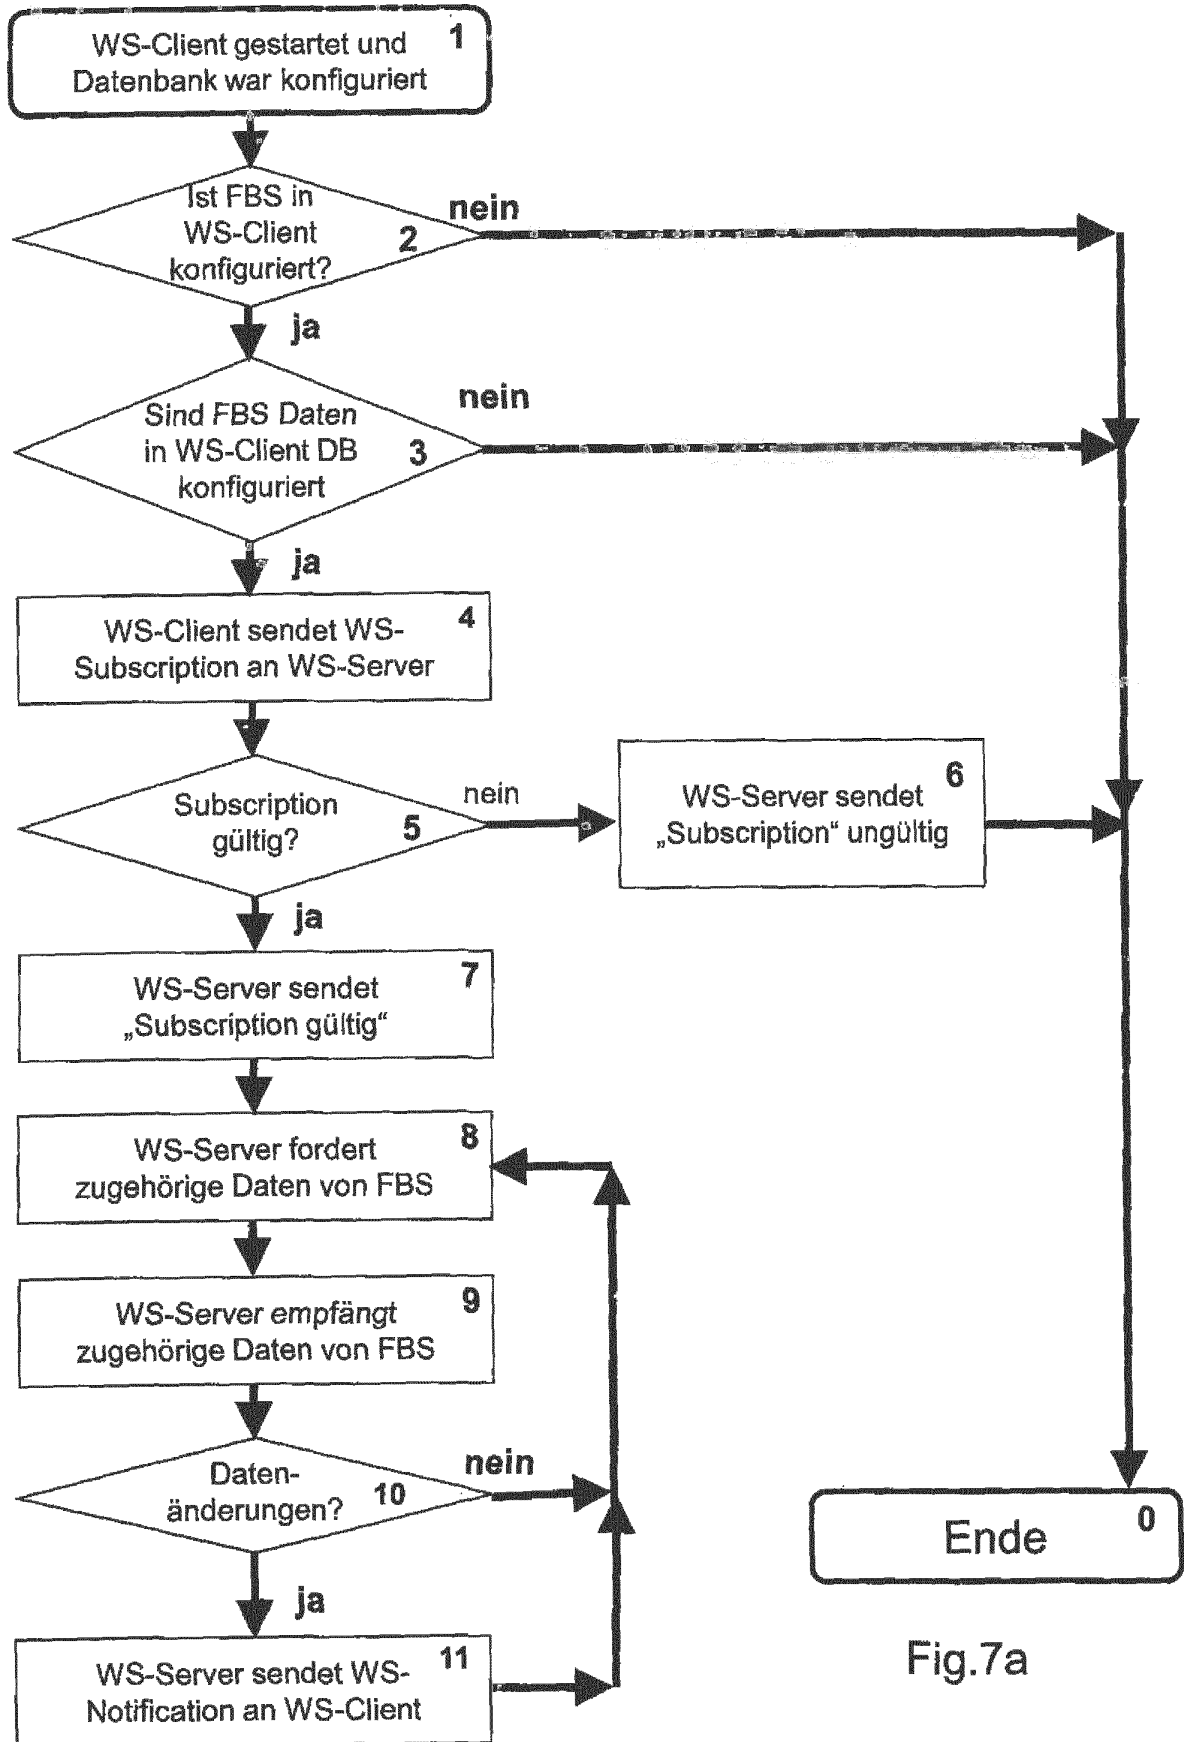 WS-Client gestartet und
Datenbank war konfiguriert
1
Ist FBS in
WS-Client
konfiguriert?
2
nein
ja
Sind FBS Daten
in WS-Client DB
konfiguriert
3
nein
ja
WS-Client sendet WS-
Subscription an WS-Server
4
Subscription
gültig?
5
nein
WS-Server sendet
„Subscription“ ungültig
6
ja
WS-Server sendet
„Subscription gültig“
7
WS-Server fordert
zugehörige Daten von FBS
8
WS-Server empfängt
zugehörige Daten von FBS
9
Daten-
änderungen?
10
nein
ja
WS-Server sendet WS-
Notification an WS-Client
11
Ende
0
Fig.7a